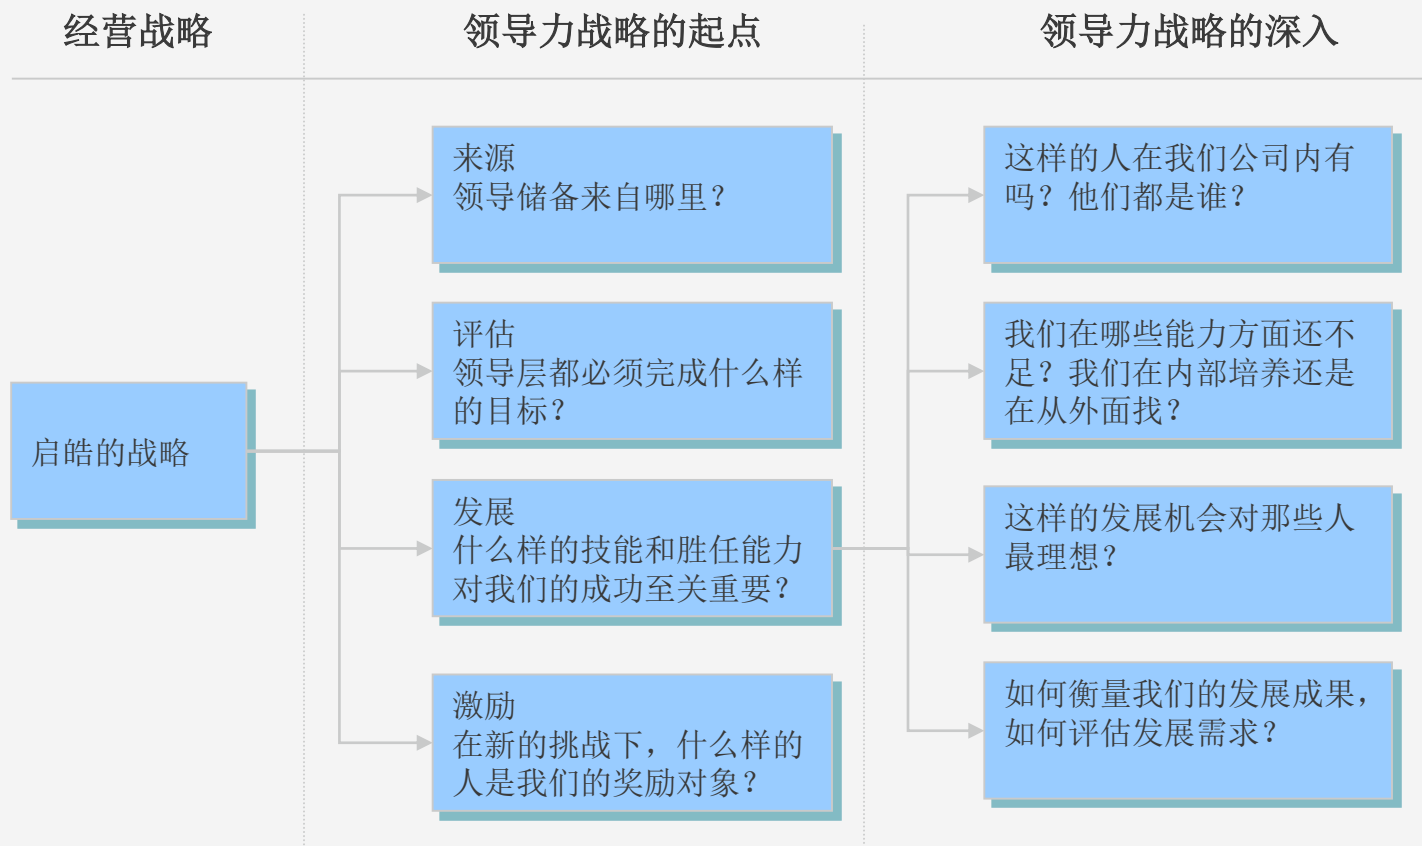 经营战略
领导力战略的起点
领导力战略的深入
启皓的战略
来源
领导储备来自哪里？
评估
领导层都必须完成什么样
的目标？
发展
什么样的技能和胜任能力
对我们的成功至关重要？
激励
在新的挑战下，什么样的
人是我们的奖励对象？
这样的人在我们公司内有
吗？他们都是谁？
我们在哪些能力方面还不
足？我们在内部培养还是
在从外面找？
这样的发展机会对那些人
最理想？
如何衡量我们的发展成果，
如何评估发展需求？